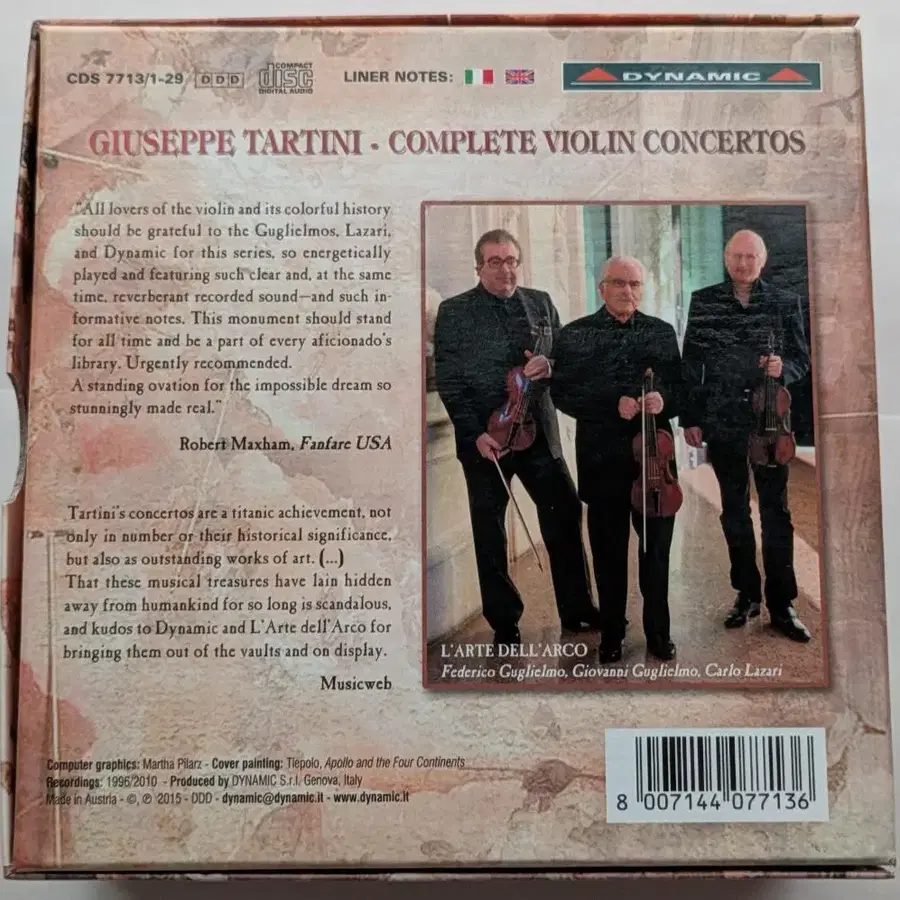 CDS 7713/1-29 DDD COMPACT disc DIGITAL AUDIO LINER NOTES: DYNAMIC
GIUSEPPE TARTINI - COMPLETE VIOLIN CONCERTOS
"All lovers of the violin and its colorful history
should be grateful to the Guglielmos, Lazari,
and Dynamic for this series, so energetically
played and featuring such clear and, at the same
time, reverberant recorded sound—and such in-
formative notes. This monument should stand
for all time and be a part of every aficionado's
library. Urgently recommended.
A standing ovation for the impossible dream so
stunningly made real."
Robert Maxham, Fanfare USA
Tartini's concertos are a titanic achievement, not
only in number or their historical significance,
but also as outstanding works of art. (...)
That these musical treasures have lain hidden
away from humankind for so long is scandalous,
and kudos to Dynamic and L'Arte dell'Arco for
bringing them out of the vaults and on display.
Musicweb
L'ARTE DELL'ARCO
Federico Guglielmo, Giovanni Guglielmo, Carlo Lazari
Computer graphics: Martha Pilarz - Cover painting: Tiepolo, Apollo and the Four Continents
Recordings: 1996/2010 - Produced by DYNAMIC S.r.l. Genova, Italy
Made in Austria - ©, ℗ 2015 - DDD - dynamic@dynamic.it - www.dynamic.it
8 007144 077136